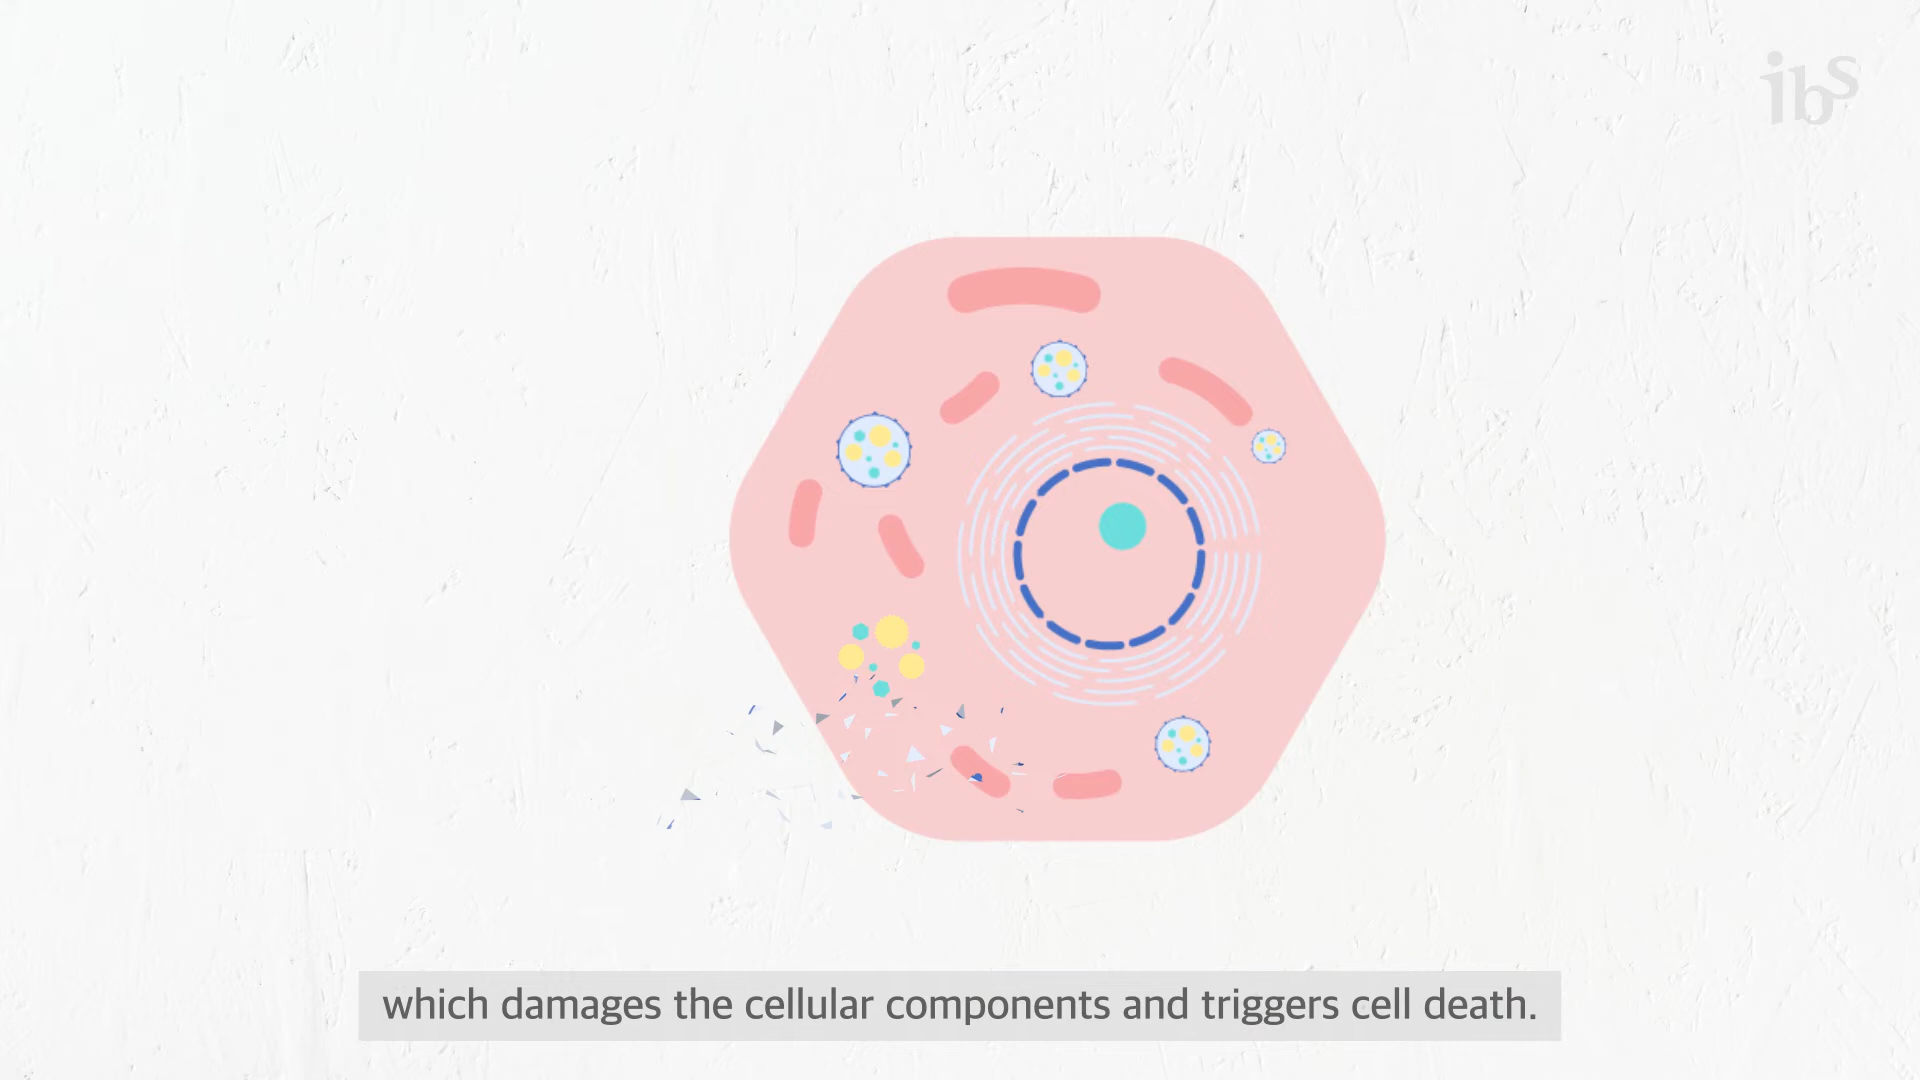 ibs
which damages the cellular components and triggers cell death.